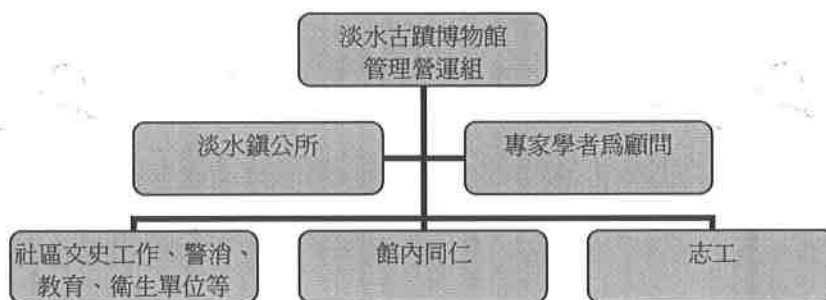 淡水古蹟博物館
管理營運組
淡水鎮公所
專家學者爲顧問
社區文史工作、警消、
教育、衛生單位等
館內同仁
志工